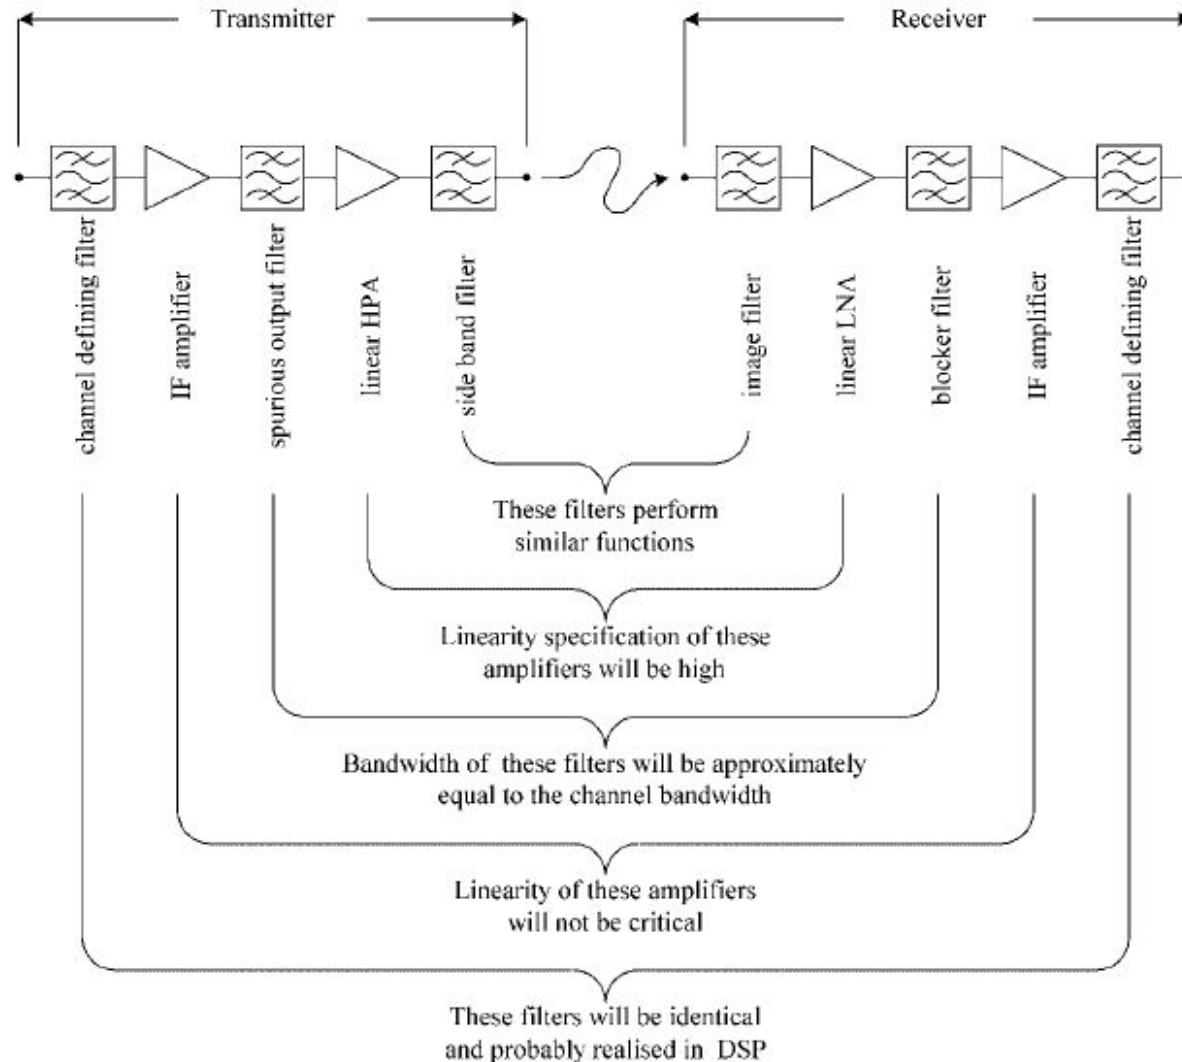 Transmitter
Receiver
channel defining filter
IF amplifier
spurious output filter
linear HPA
side band filter
image filter
linear LNA
blocker filter
IF amplifier
channel defining filter
These filters perform
similar functions
Linearity specification of these
amplifiers will be high
Bandwidth of these filters will be approximately
equal to the channel bandwidth
Linearity of these amplifiers
will not be critical
These filters will be identical
and probably realised in DSP